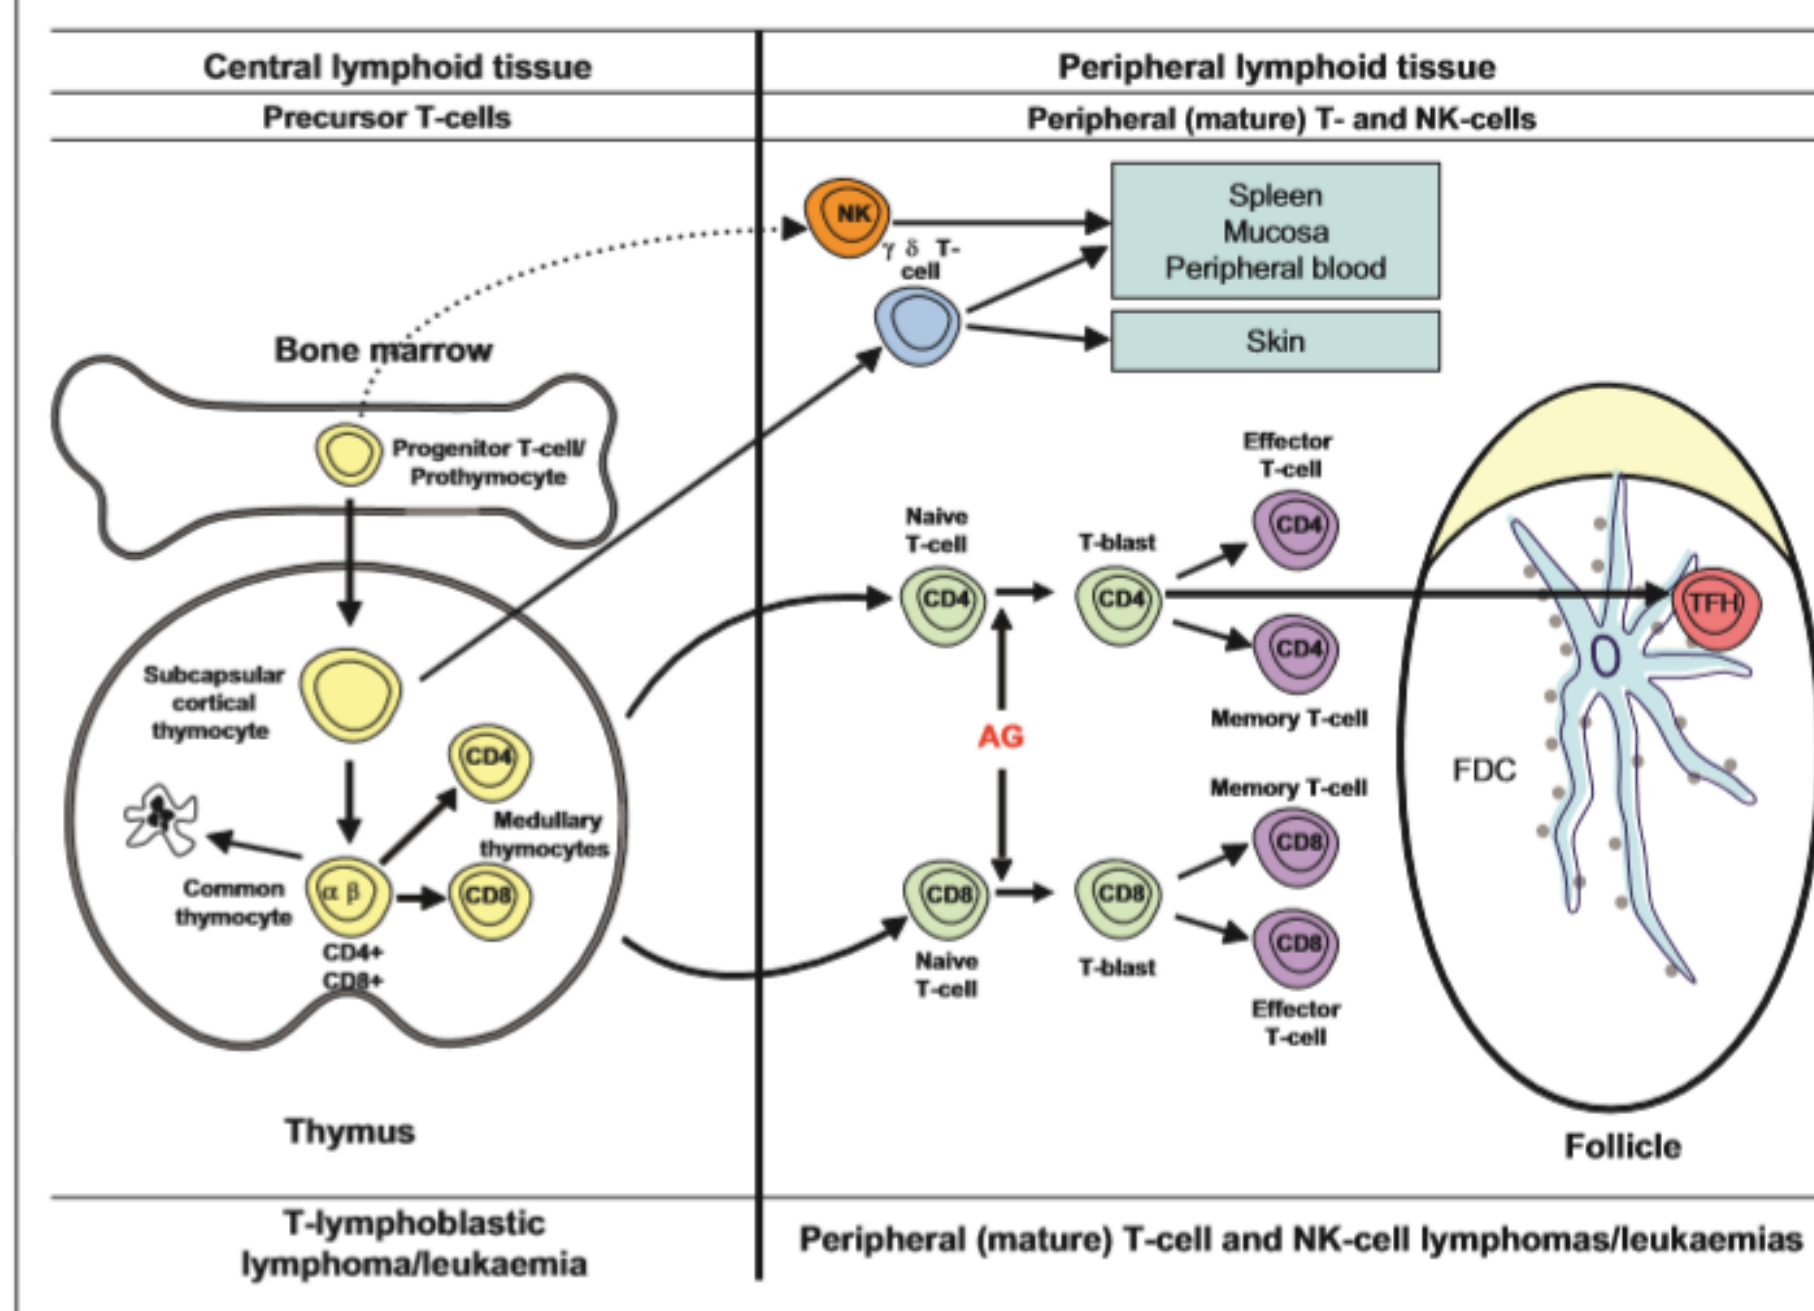 Central lymphoid tissue
Peripheral lymphoid tissue
Precursor T-cells
Peripheral (mature) T- and NK-cells
NK
γ δ T-
cell
Spleen
Mucosa
Peripheral blood
Skin
Bone marrow
Progenitor T-cell/
Prothymocyte
Subcapsular
cortical
thymocyte
CD4
Medullary
thymocytes
Common
thymocyte
α β
CD8
CD4+
CD8+
Thymus
Naive
T-cell
CD4
T-blast
CD4
Effector
T-cell
CD4
CD4
Memory T-cell
TFH
AG
FDC
Memory T-cell
CD8
CD8
Naive
T-cell
CD8
T-blast
CD8
Effector
T-cell
Follicle
T-lymphoblastic
lymphoma/leukaemia
Peripheral (mature) T-cell and NK-cell lymphomas/leukaemias